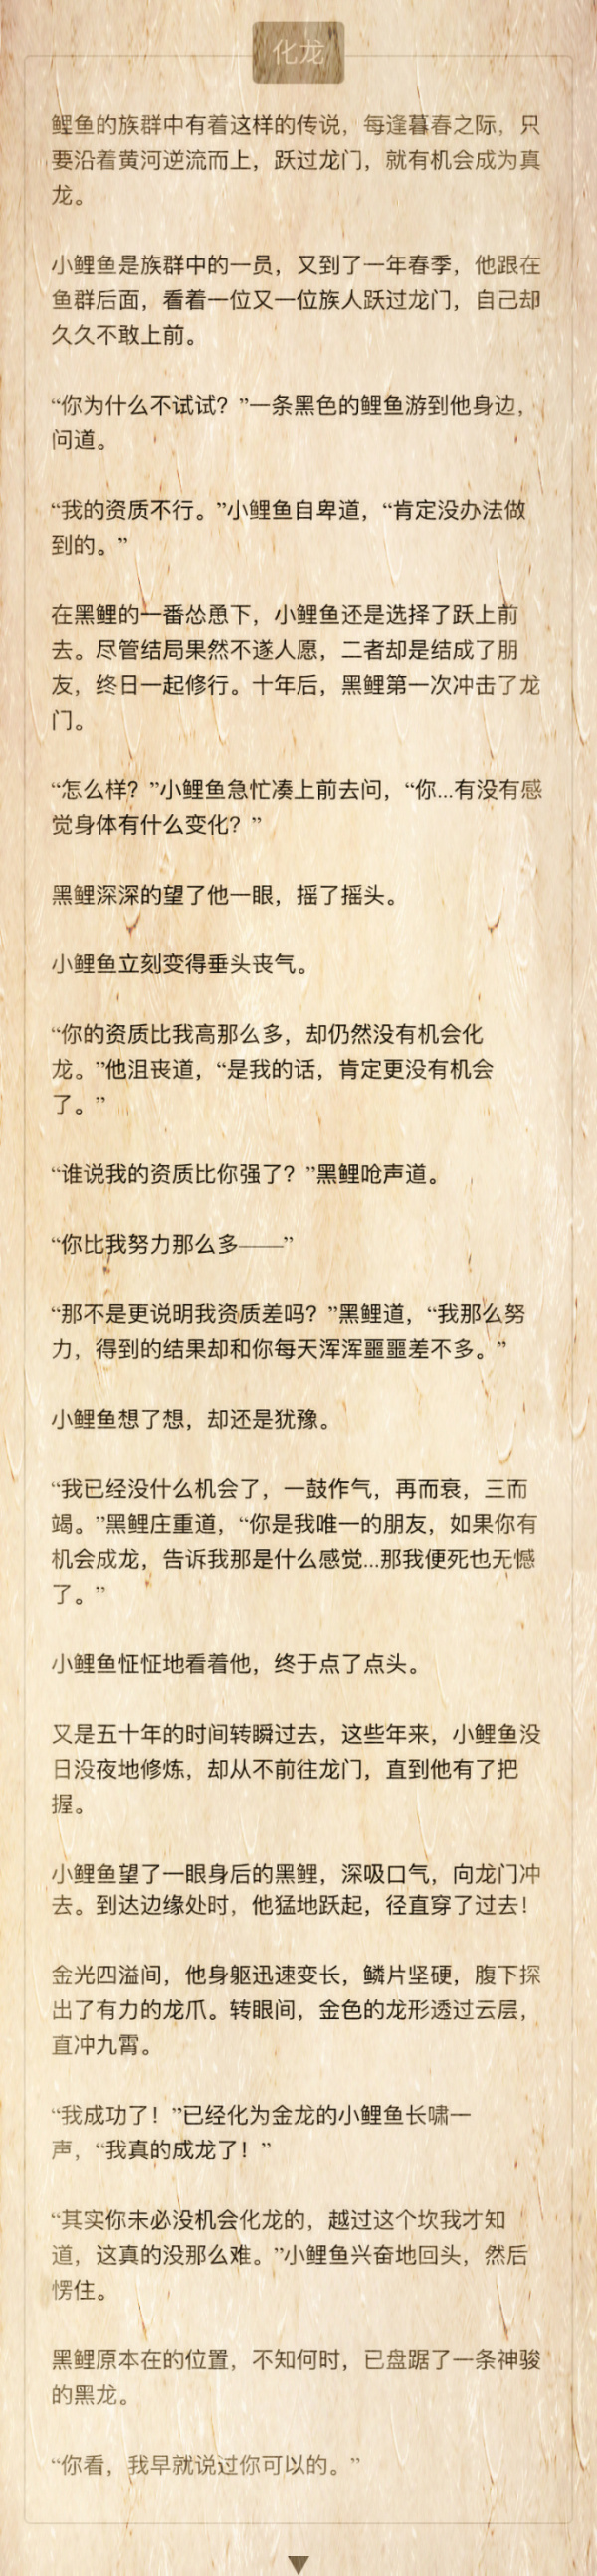 化龙
鲤鱼的族群中有着这样的传说，每逢暮春之际，只
要沿着黄河逆流而上，跃过龙门，就有机会成为真
龙。
小鲤鱼是族群中的一员，又到了一年春季，他跟在
鱼群后面，看着一位又一位族人跃过龙门，自己却
久久不敢上前。
“你为什么不试试？”一条黑色的鲤鱼游到他身边，
问道。
“我的资质不行。”小鲤鱼自卑道，“肯定没办法做
到的。”
在黑鲤的一番怂恿下，小鲤鱼还是选择了跃上前
去。尽管结局果然不遂人愿，二者却是结成了朋
友，终日一起修行。十年后，黑鲤第一次冲击了龙
门。
“怎么样？”小鲤鱼急忙凑上前去问，“你...有没有感
觉身体有什么变化？”
黑鲤深深的望了他一眼，摇了摇头。
小鲤鱼立刻变得垂头丧气。
“你的资质比我高那么多，却仍然没有机会化
龙。”他沮丧道，“是我的话，肯定更没有机会
了。”
“谁说我的资质比你强了？”黑鲤呛声道。
“你比我努力那么多——”
“那不是更说明我资质差吗？”黑鲤道，“我那么努
力，得到的结果却和你每天浑浑噩噩差不多。”
小鲤鱼想了想，却还是犹豫。
“我已经没什么机会了，一鼓作气，再而衰，三而
竭。”黑鲤庄重道，“你是我唯一的朋友，如果你有
机会成龙，告诉我那是什么感觉...那我便死也无憾
了。”
小鲤鱼怔怔地看着他，终于点了点头。
又是五十年的时间转瞬过去，这些年来，小鲤鱼没
日没夜地修炼，却从不前往龙门，直到他有了把
握。
小鲤鱼望了一眼身后的黑鲤，深吸口气，向龙门冲
去。到达边缘处时，他猛地跃起，径直穿了过去！
金光四溢间，他身躯迅速变长，鳞片坚硬，腹下探
出了有力的龙爪。转眼间，金色的龙形透过云层，
直冲九霄。
“我成功了！”已经化为金龙的小鲤鱼长啸一
声，“我真的成龙了！”
“其实你未必没机会化龙的，越过这个坎我才知
道，这真的没那么难。”小鲤鱼兴奋地回头，然后
愣住。
黑鲤原本在的位置，不知何时，已盘踞了一条神骏
的黑龙。
“你看，我早就说过你可以的。”